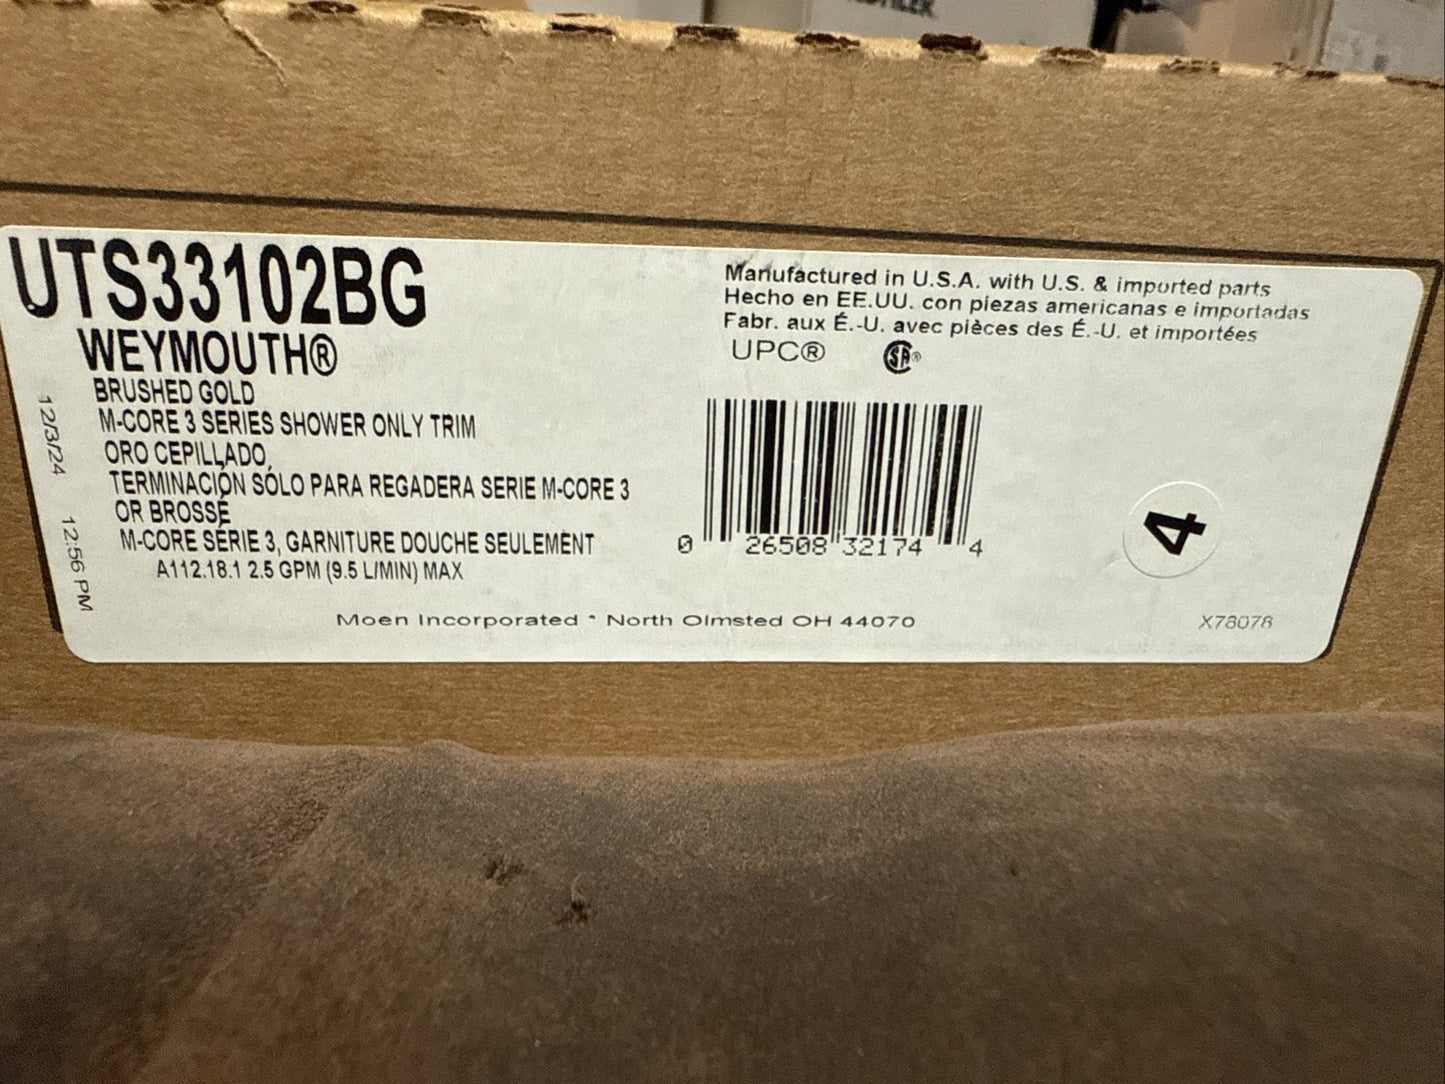 UTS33102BG
WEYMOUTH®
BRUSHED GOLD
M-CORE 3 SERIES SHOWER ONLY TRIM
ORO CEPILLADO,
TERMINACIÓN SÓLO PARA REGADERA SERIE M-CORE 3
OR BROSSÉ
M-CORE SÉRIE 3, GARNITURE DOUCHE SEULEMENT
A112.18.1 2.5 GPM (9.5 L/MIN) MAX
12/3/24 12:56 PM
Manufactured in U.S.A. with U.S. & imported parts
Hecho en EE.UU. con piezas americanas e importadas
Fabr. aux É.-U. avec pièces des É.-U. et importées
UPC® SA®
0 26508 32174 4
4
Moen Incorporated * North Olmsted OH 44070
X78078